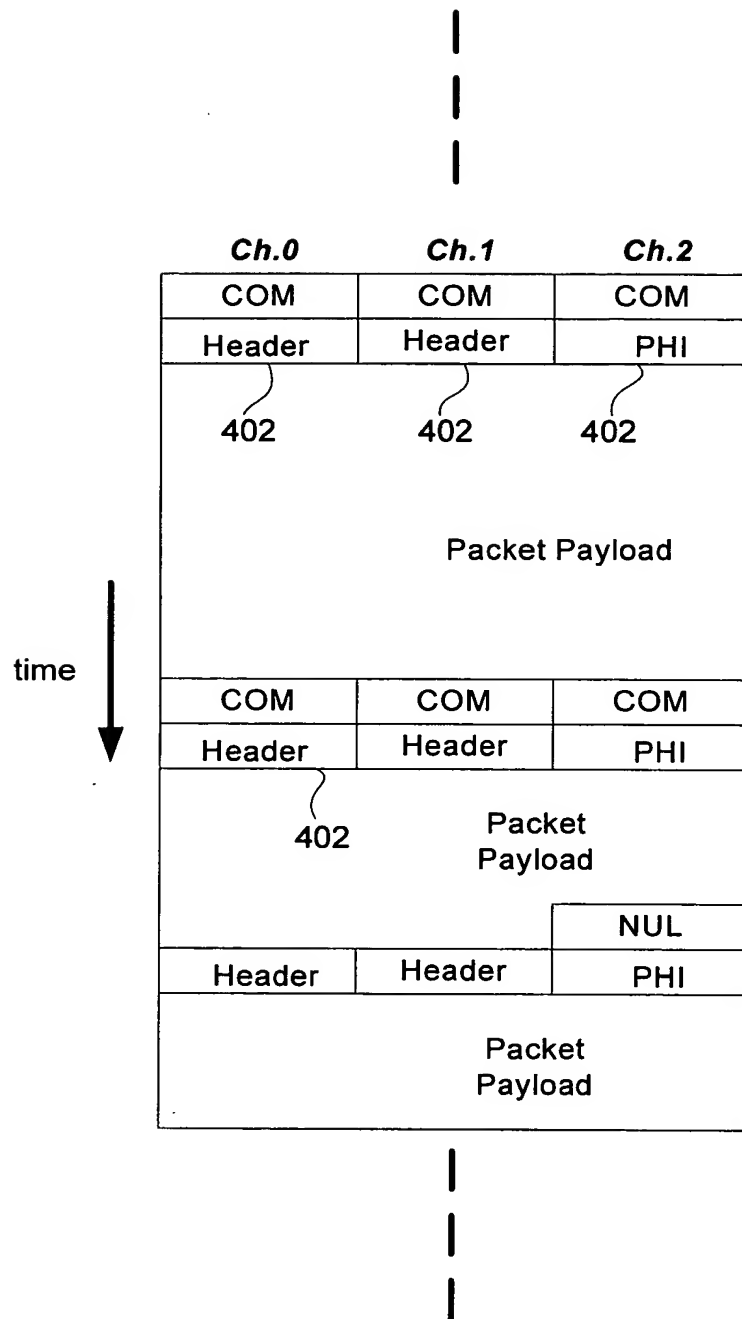 Ch.0 Ch.1 Ch.2
COM COM COM
Header Header PHI
402 402 402
Packet Payload
time
COM COM COM
Header Header PHI
402
Packet
Payload
NUL
Header Header PHI
Packet
Payload